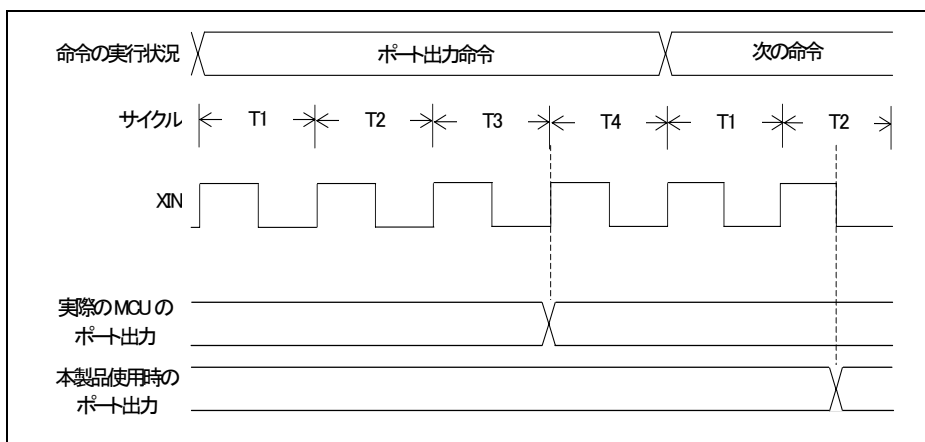 命令の実行状況 ポート出力命令 次の命令
サイクル T1 T2 T3 T4 T1 T2
XIN
実際のMCUの
ポート出力
本製品使用時の
ポート出力